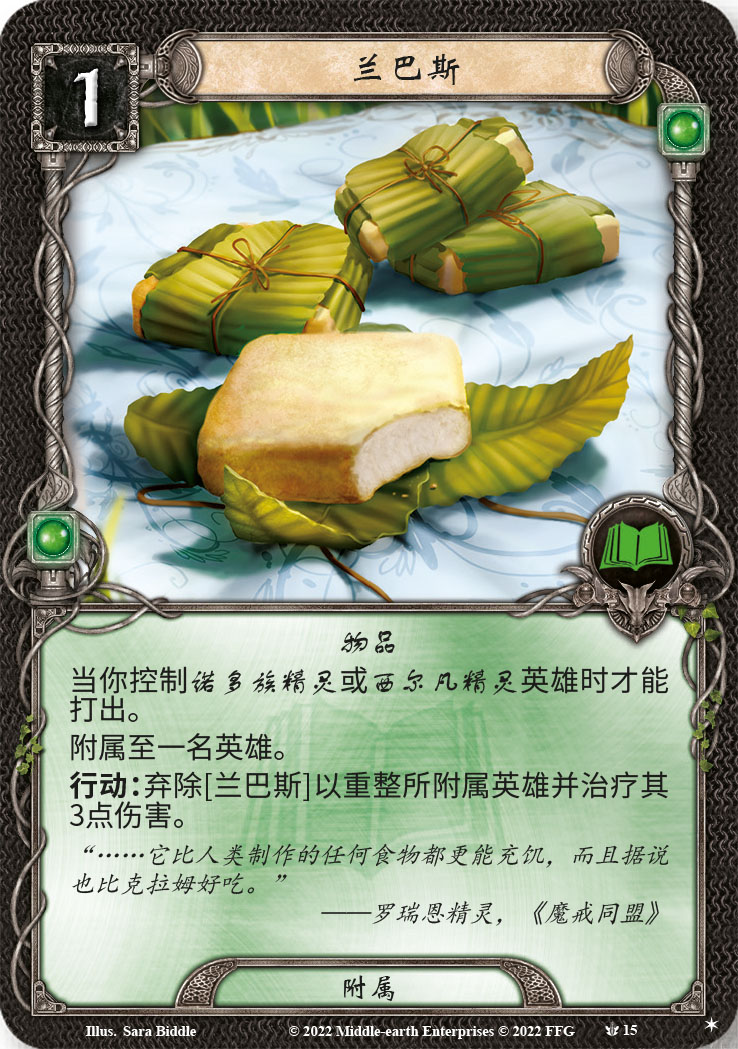 兰巴斯
1
物品
当你控制诺多族精灵或西尔凡精灵英雄时才能
打出。
附属至一名英雄。
行动：弃除[兰巴斯]以重整所附属英雄并治疗其
3点伤害。
“……它比人类制作的任何食物都更能充饥，而且据说
也比克拉姆好吃。”
——罗瑞恩精灵，《魔戒同盟》
附属
Illus. Sara Biddle © 2022 Middle-earth Enterprises © 2022 FFG 15